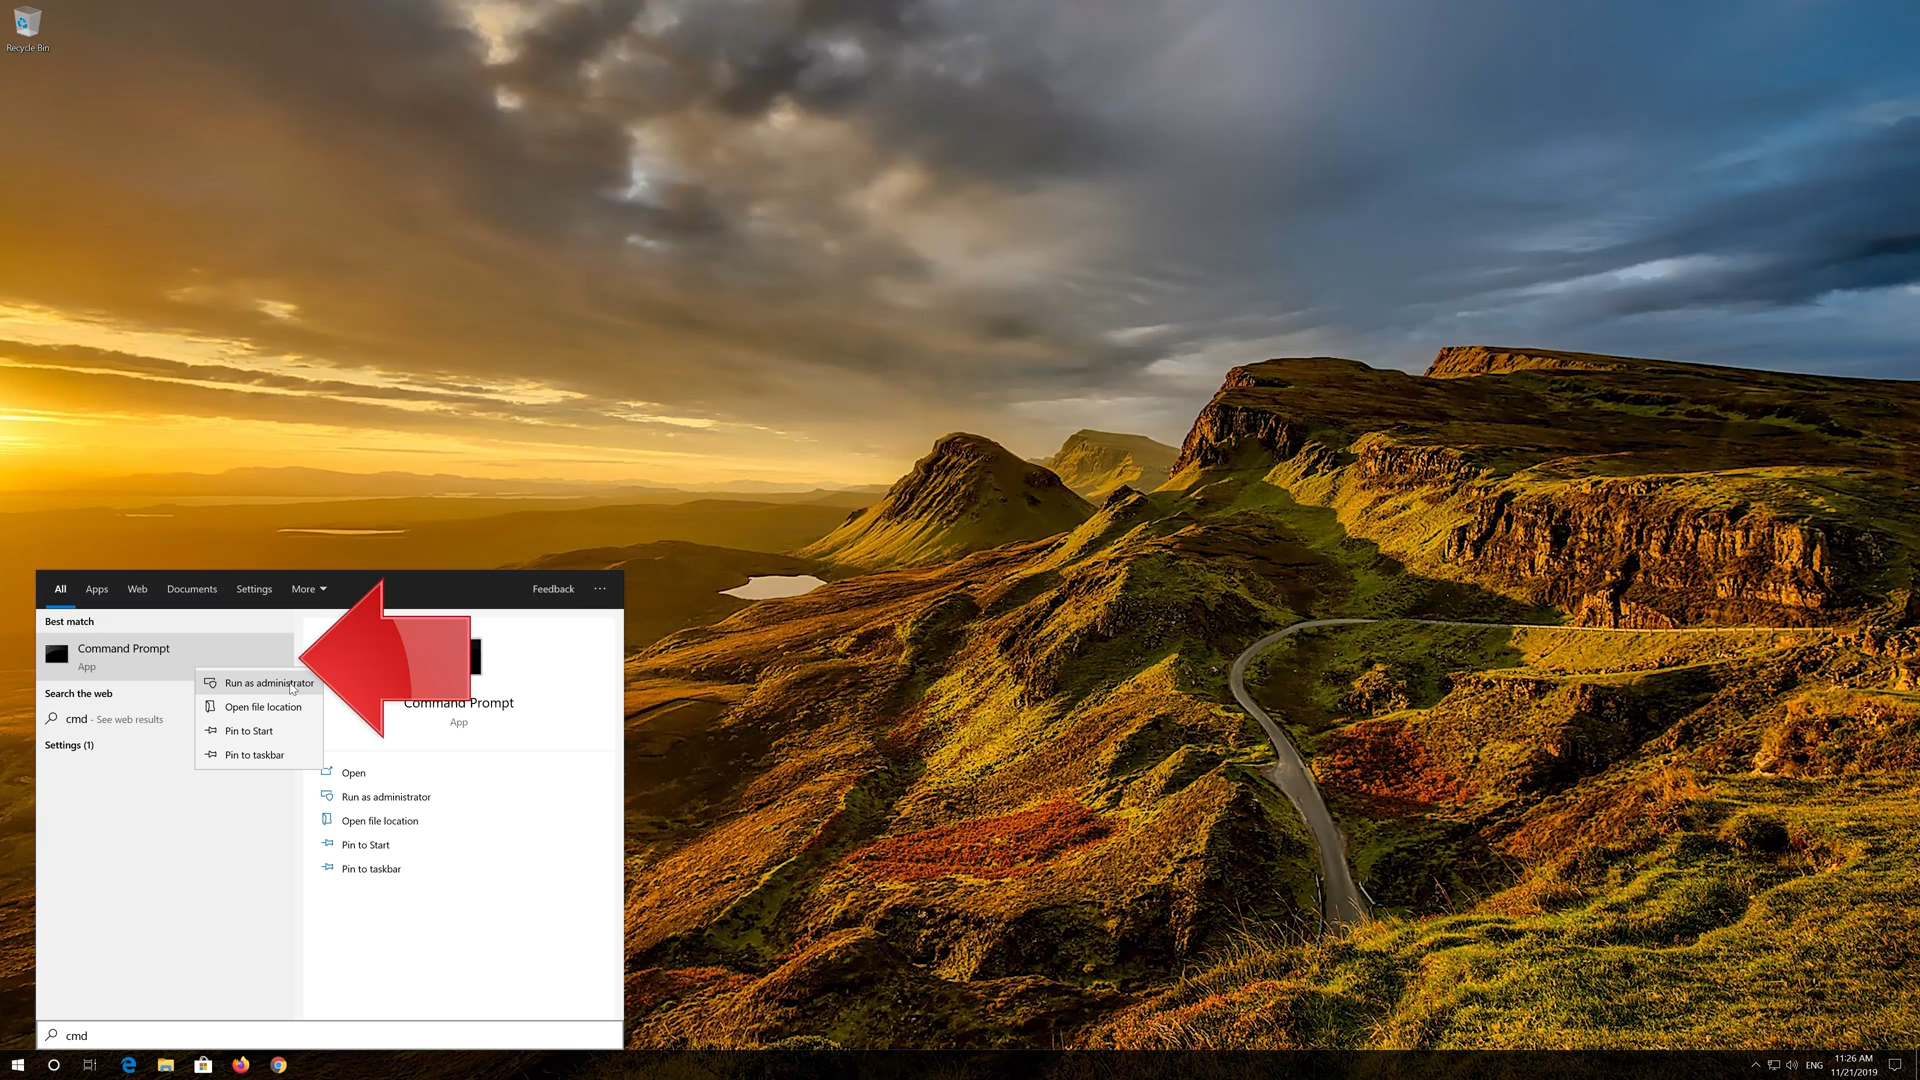 Recycle Bin
All Apps Web Documents Settings More Feedback ...
Best match
Command Prompt
App
Search the web
cmd - See web results
Settings (1)
Run as administrator
Open file location
Pin to Start
Pin to taskbar
Command Prompt
App
Open
Run as administrator
Open file location
Pin to Start
Pin to taskbar
cmd
ENG
11:26 AM
11/21/2019